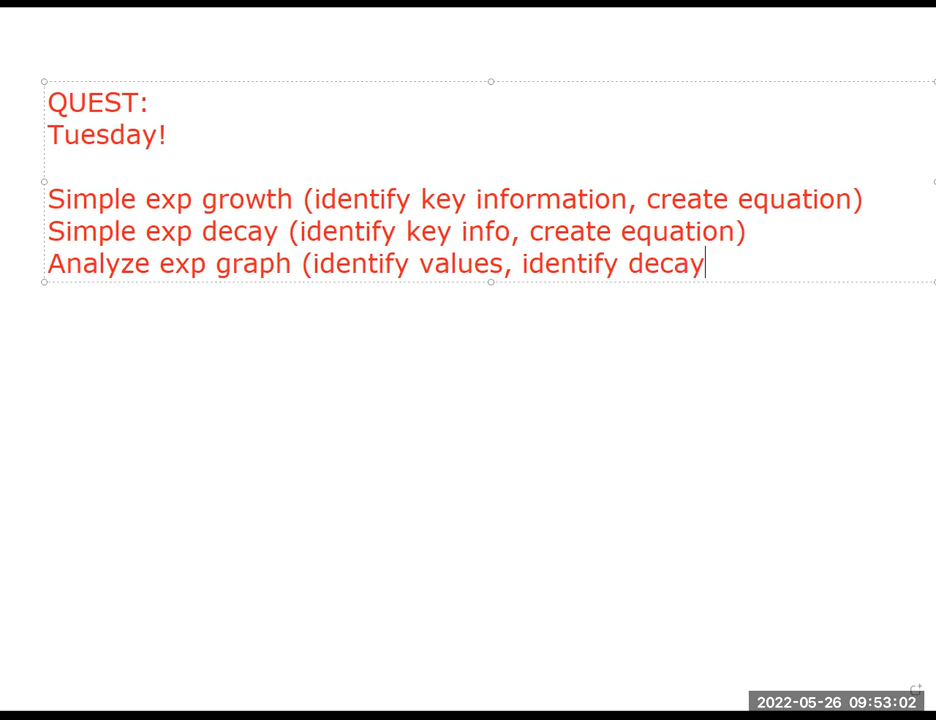 QUEST:
Tuesday!
Simple exp growth (identify key information, create equation)
Simple exp decay (identify key info, create equation)
Analyze exp graph (identify values, identify decay
2022-05-26 09:53:02